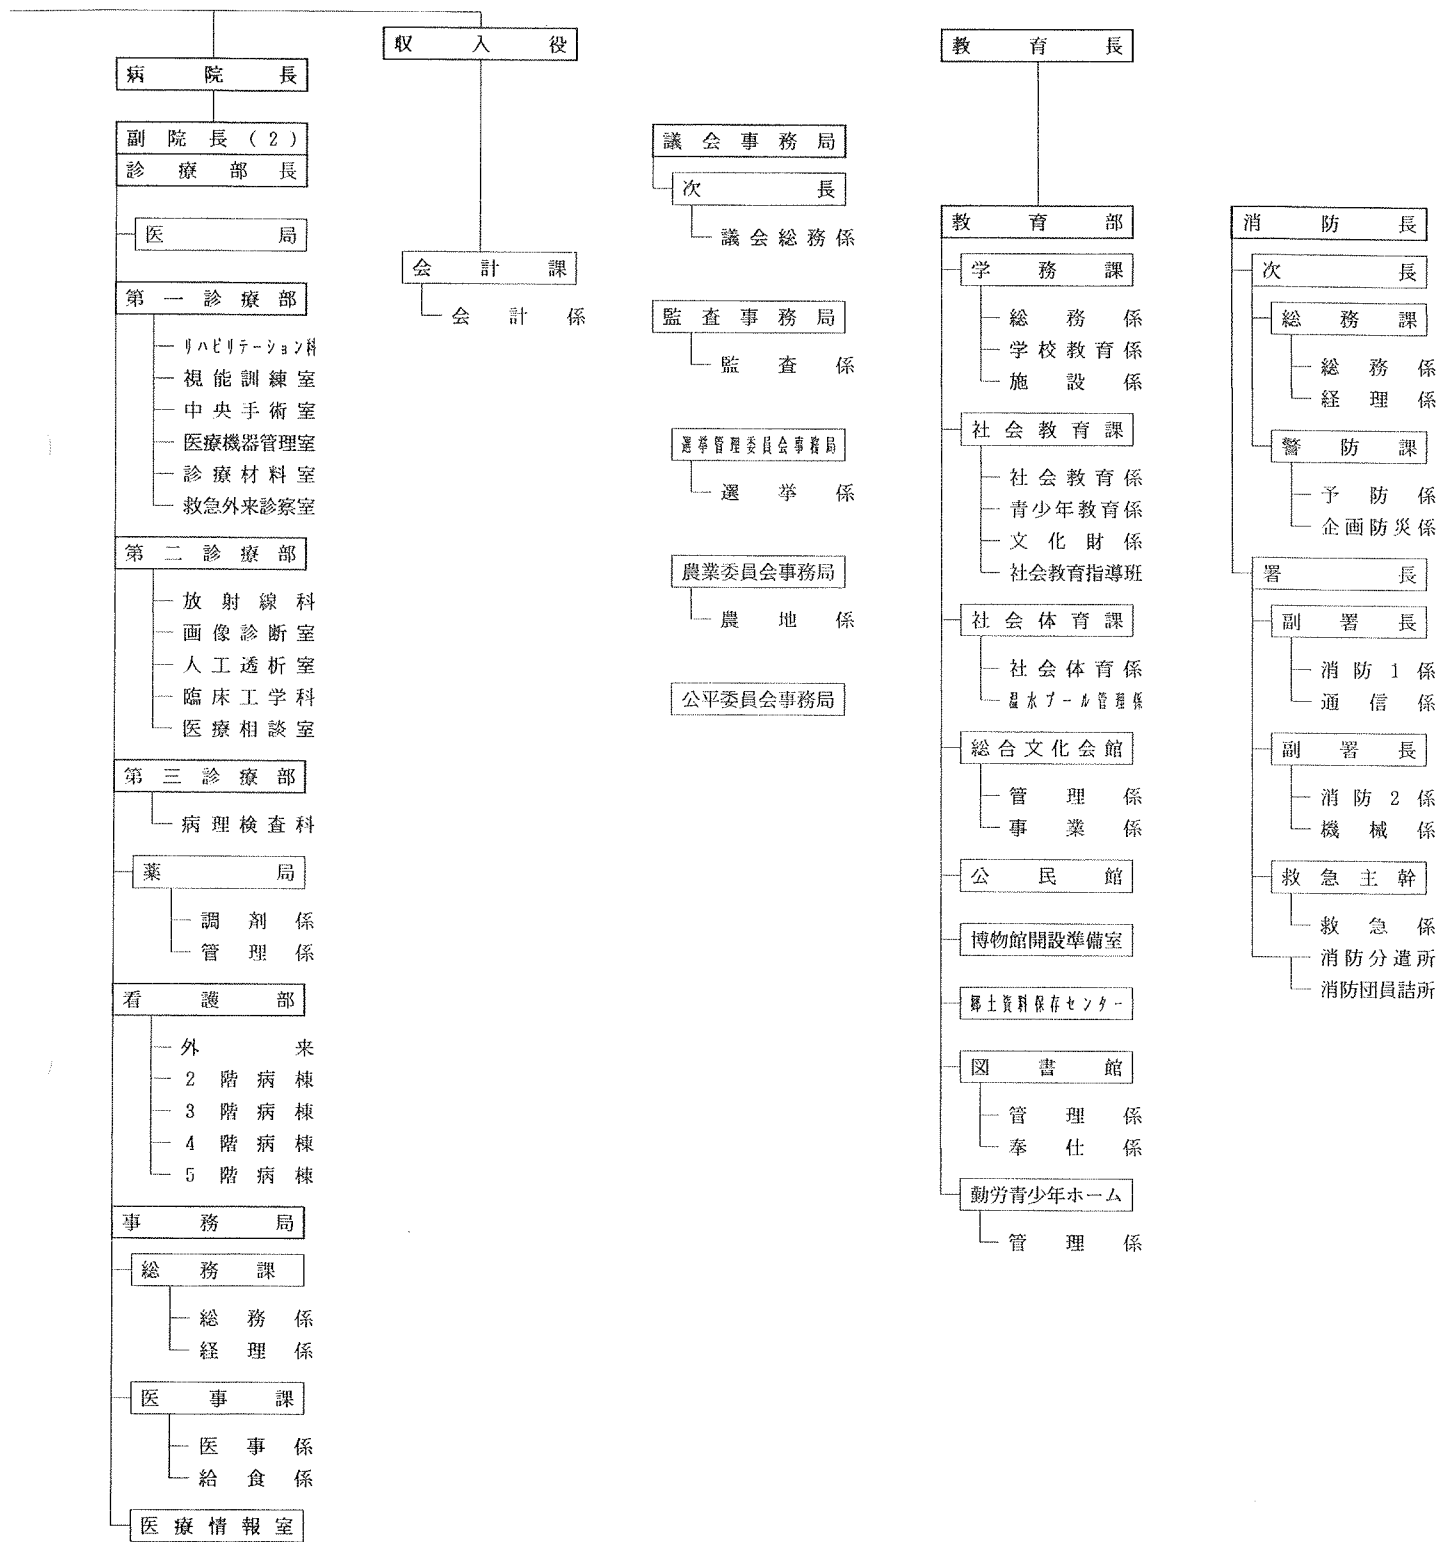 病院長
副院長(2)
診療部長
医局
第一診療部
リハビリテーション科
視能訓練室
中央手術室
医療機器管理室
診療材料室
救急外来診察室
第二診療部
放射線科
画像診断室
人工透析室
臨床工学科
医療相談室
第三診療部
病理検査科
薬局
調剤係
管理係
看護部
外来
2階病棟
3階病棟
4階病棟
5階病棟
事務局
総務課
総務係
経理係
医事課
医事係
給食係
医療情報室
収入役
会計課
会計係
議会事務局
次長
議会総務係
監査事務局
監査係
選挙管理委員会事務局
選挙係
農業委員会事務局
農地係
公平委員会事務局
教育長
教育部
学務課
総務係
学校教育係
施設係
社会教育課
社会教育係
青少年教育係
文化財係
社会教育指導班
社会体育課
社会体育係
温水プール管理係
総合文化会館
管理係
事業係
公民館
博物館開設準備室
郷土資料保存センター
図書館
管理係
奉仕係
勤労青少年ホーム
管理係
消防長
次長
総務課
総務係
経理係
警防課
予防係
企画防災係
署長
副署長
消防1係
通信係
副署長
消防2係
機械係
救急主幹
救急係
消防分遣所
消防団員詰所